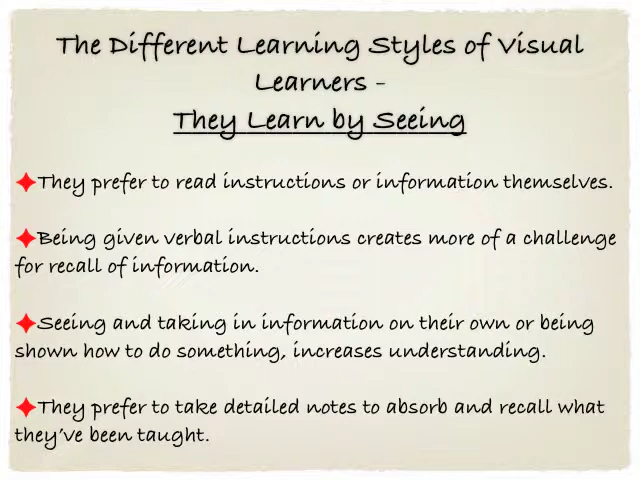 The Different Learning Styles of Visual
Learners -
They Learn by Seeing
They prefer to read instructions or information themselves.
Being given verbal instructions creates more of a challenge
for recall of information.
Seeing and taking in information on their own or being
shown how to do something, increases understanding.
They prefer to take detailed notes to absorb and recall what
they've been taught.